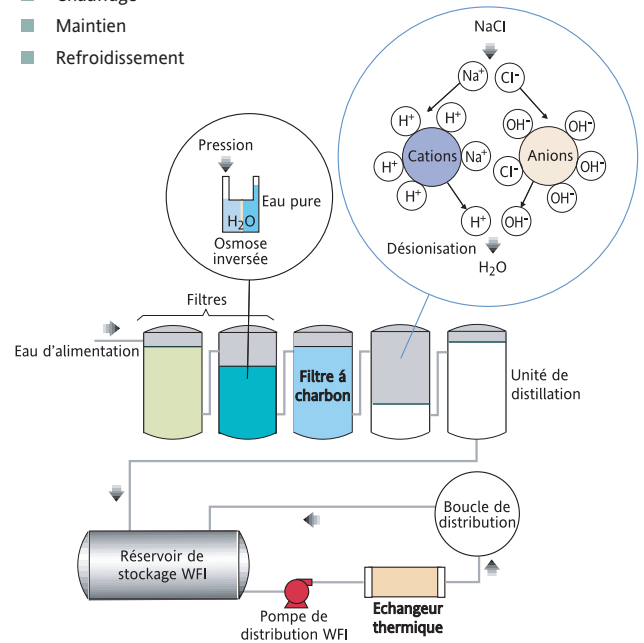 Chauffage
Maintien
Refroidissement
NaCl
Na⁺
Cl⁻
H⁺
H⁺
OH⁻
OH⁻
H⁺
Cations
Na⁺
Cl⁻
Anions
OH⁻
H⁺
OH⁻
H⁺
OH⁻
Désionisation
H₂O
Pression
Eau pure
H₂O
Osmose
inversée
Filtres
Eau d'alimentation
Filtre á
charbon
Unité de
distillation
Boucle de
distribution
Réservoir de
stockage WFI
Pompe de
distribution WFI
Echangeur
thermique